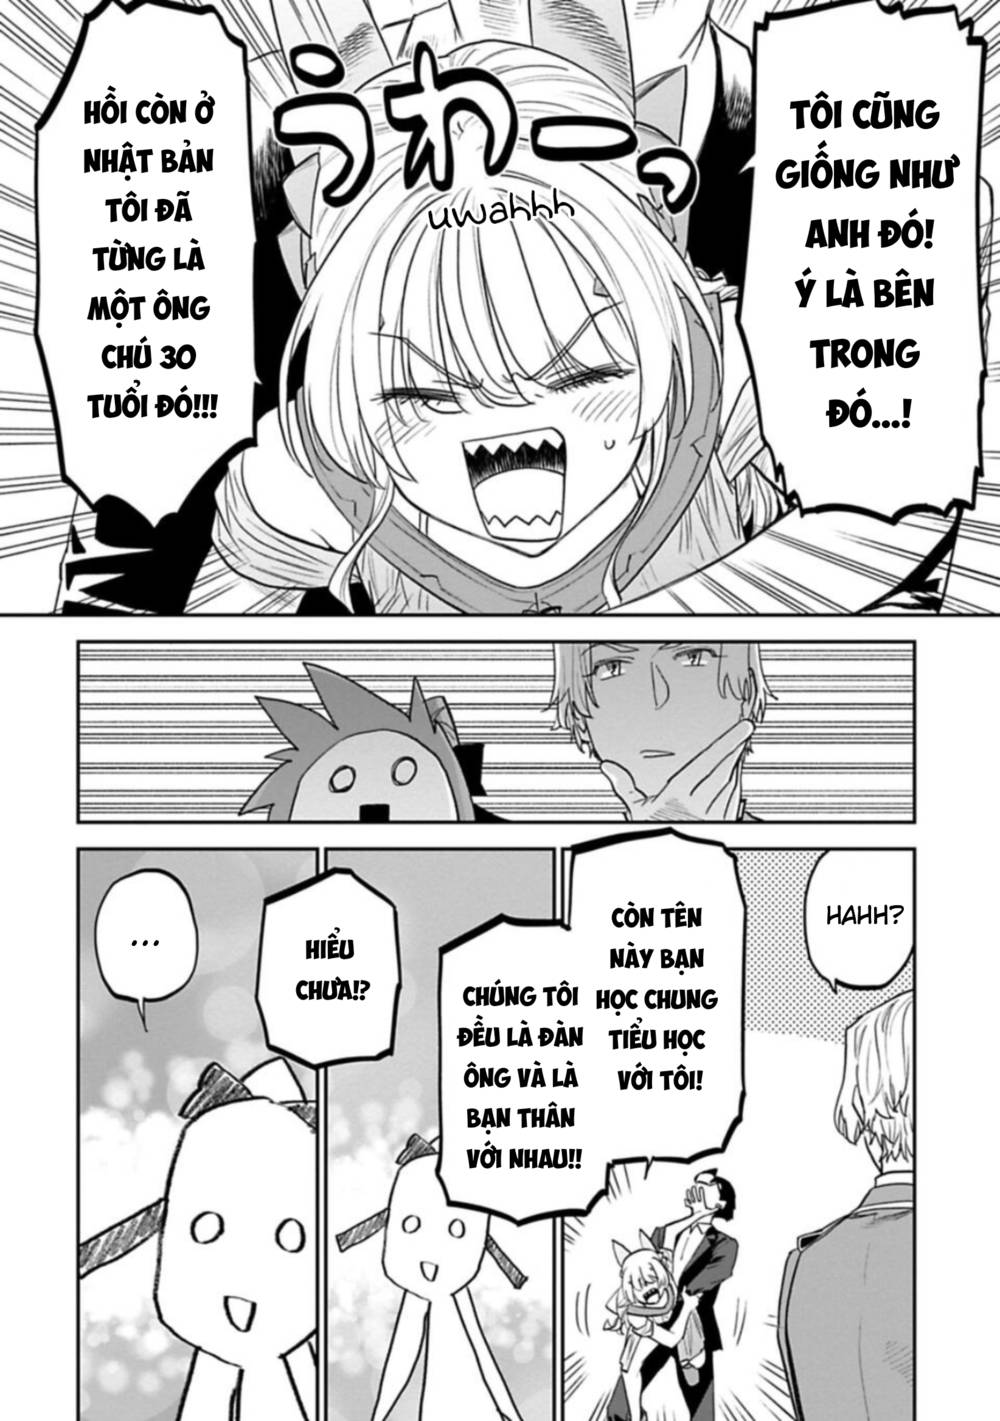 TÔI CŨNG
GIỐNG NHƯ
ANH ĐÓ!
Ý LÀ BÊN
TRONG
ĐÓ...!
うわーっ
uwahhh
HỒI CÒN Ở
NHẬT BẢN
TÔI ĐÃ
TỪNG LÀ
MỘT ÔNG
CHÚ 30
TUỔI ĐÓ!!!
HAHH?
CÒN TÊN
NÀY BẠN
HỌC CHUNG
TIỂU HỌC
VỚI TÔI!
CHÚNG TÔI
ĐỀU LÀ ĐÀN
ÔNG VÀ LÀ
BẠN THÂN
VỚI NHAU!!
HIỂU
CHƯA!?
...